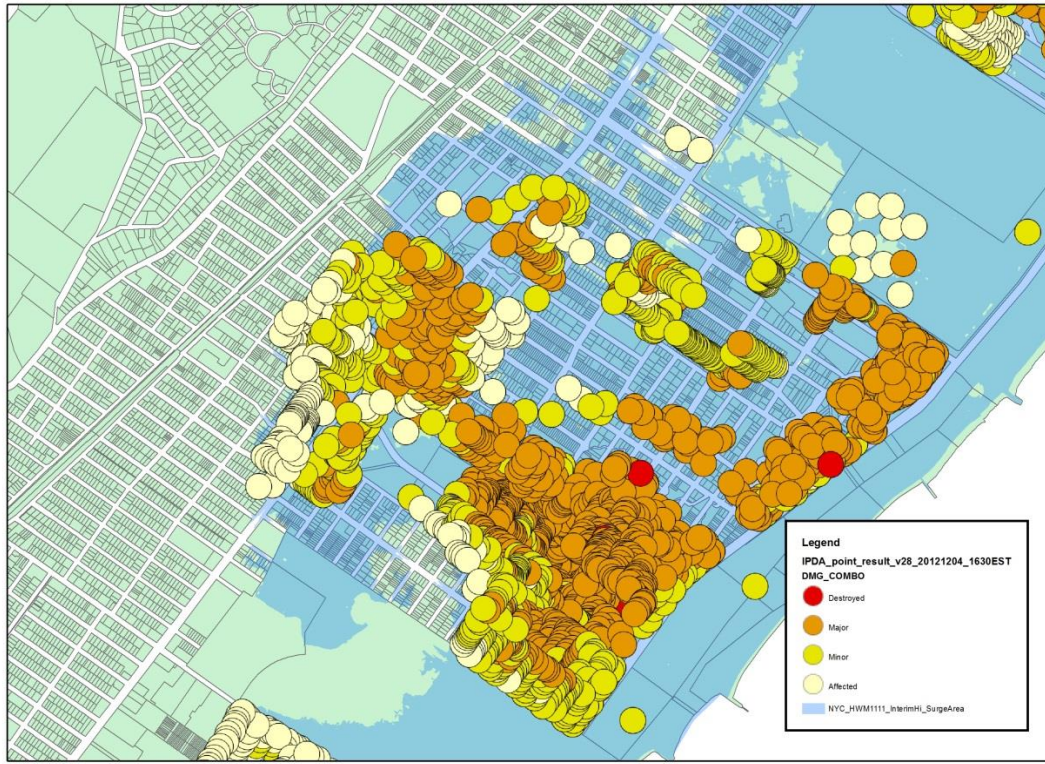 Legend
IPDA_point_result_v28_20121204_1630EST
DMG_COMBO
Destroyed
Major
Minor
Affected
NYC_HWM1111_InterimHi_SurgeArea